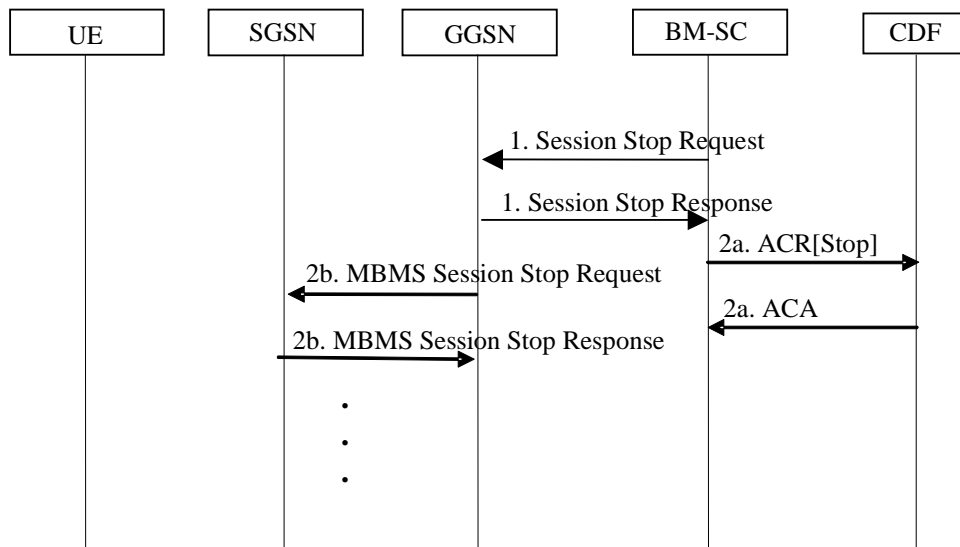 UE
SGSN
GGSN
BM-SC
CDF
1. Session Stop Request
1. Session Stop Response
2a. ACR[Stop]
2b. MBMS Session Stop Request
2a. ACA
2b. MBMS Session Stop Response